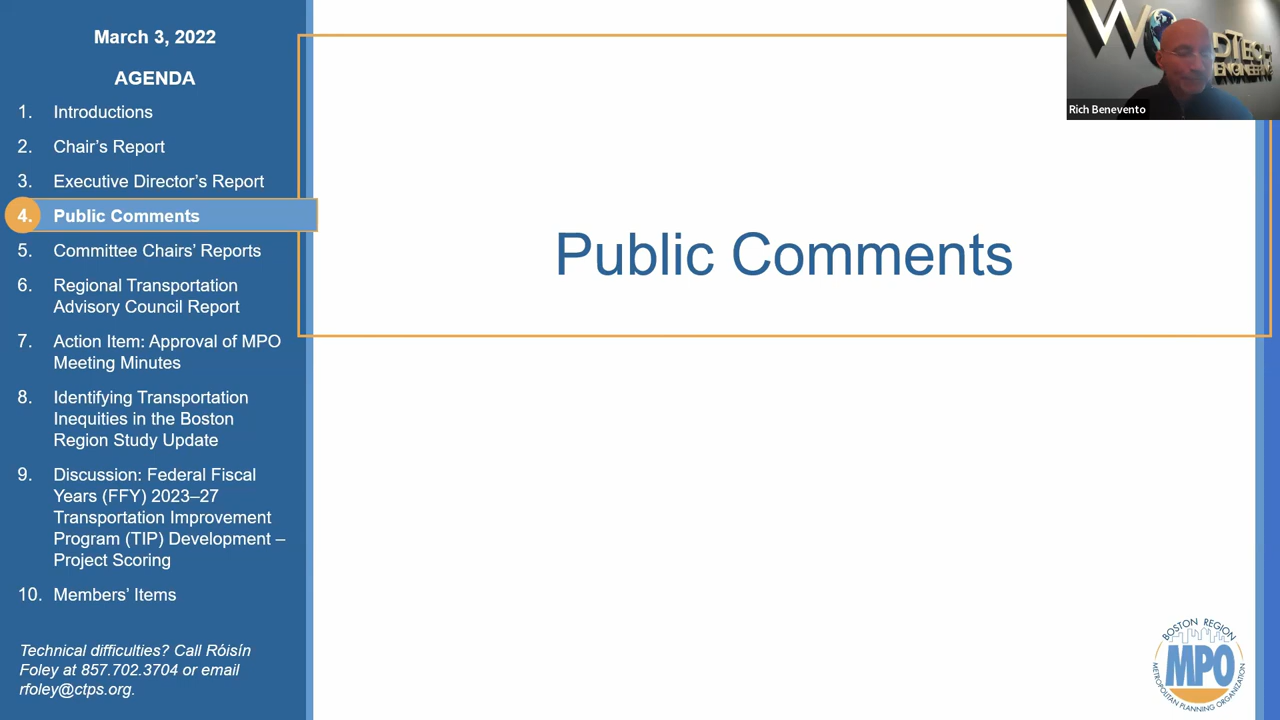 March 3, 2022
AGENDA
1. Introductions
2. Chair's Report
3. Executive Director's Report
4. Public Comments
5. Committee Chairs' Reports
6. Regional Transportation
Advisory Council Report
7. Action Item: Approval of MPO
Meeting Minutes
8. Identifying Transportation
Inequities in the Boston
Region Study Update
9. Discussion: Federal Fiscal
Years (FFY) 2023–27
Transportation Improvement
Program (TIP) Development –
Project Scoring
10. Members' Items
Technical difficulties? Call Róisín
Foley at 857.702.3704 or email
rfoley@ctps.org.
Public Comments
Rich Benevento
BOSTON REGION
MPO
METROPOLITAN PLANNING ORGANIZATION